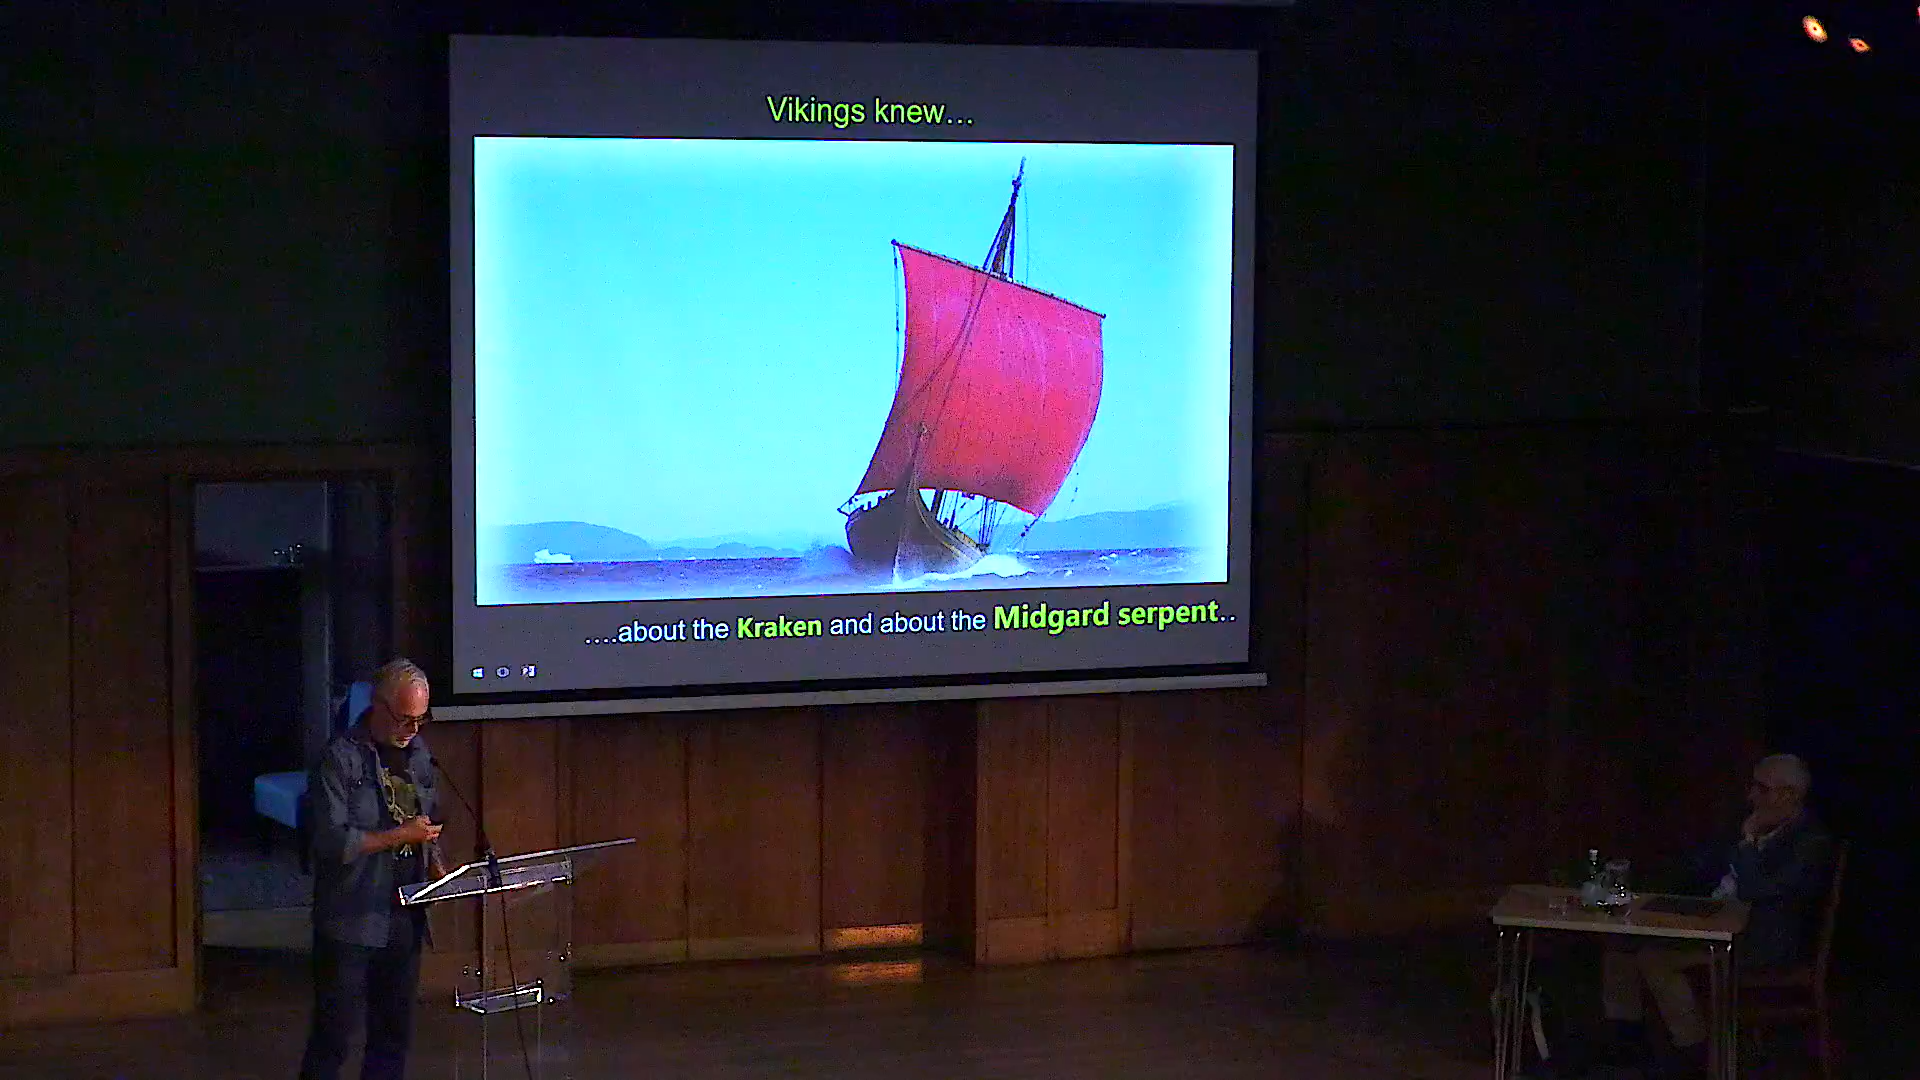 Vikings knew...
....about the Kraken and about the Midgard serpent..